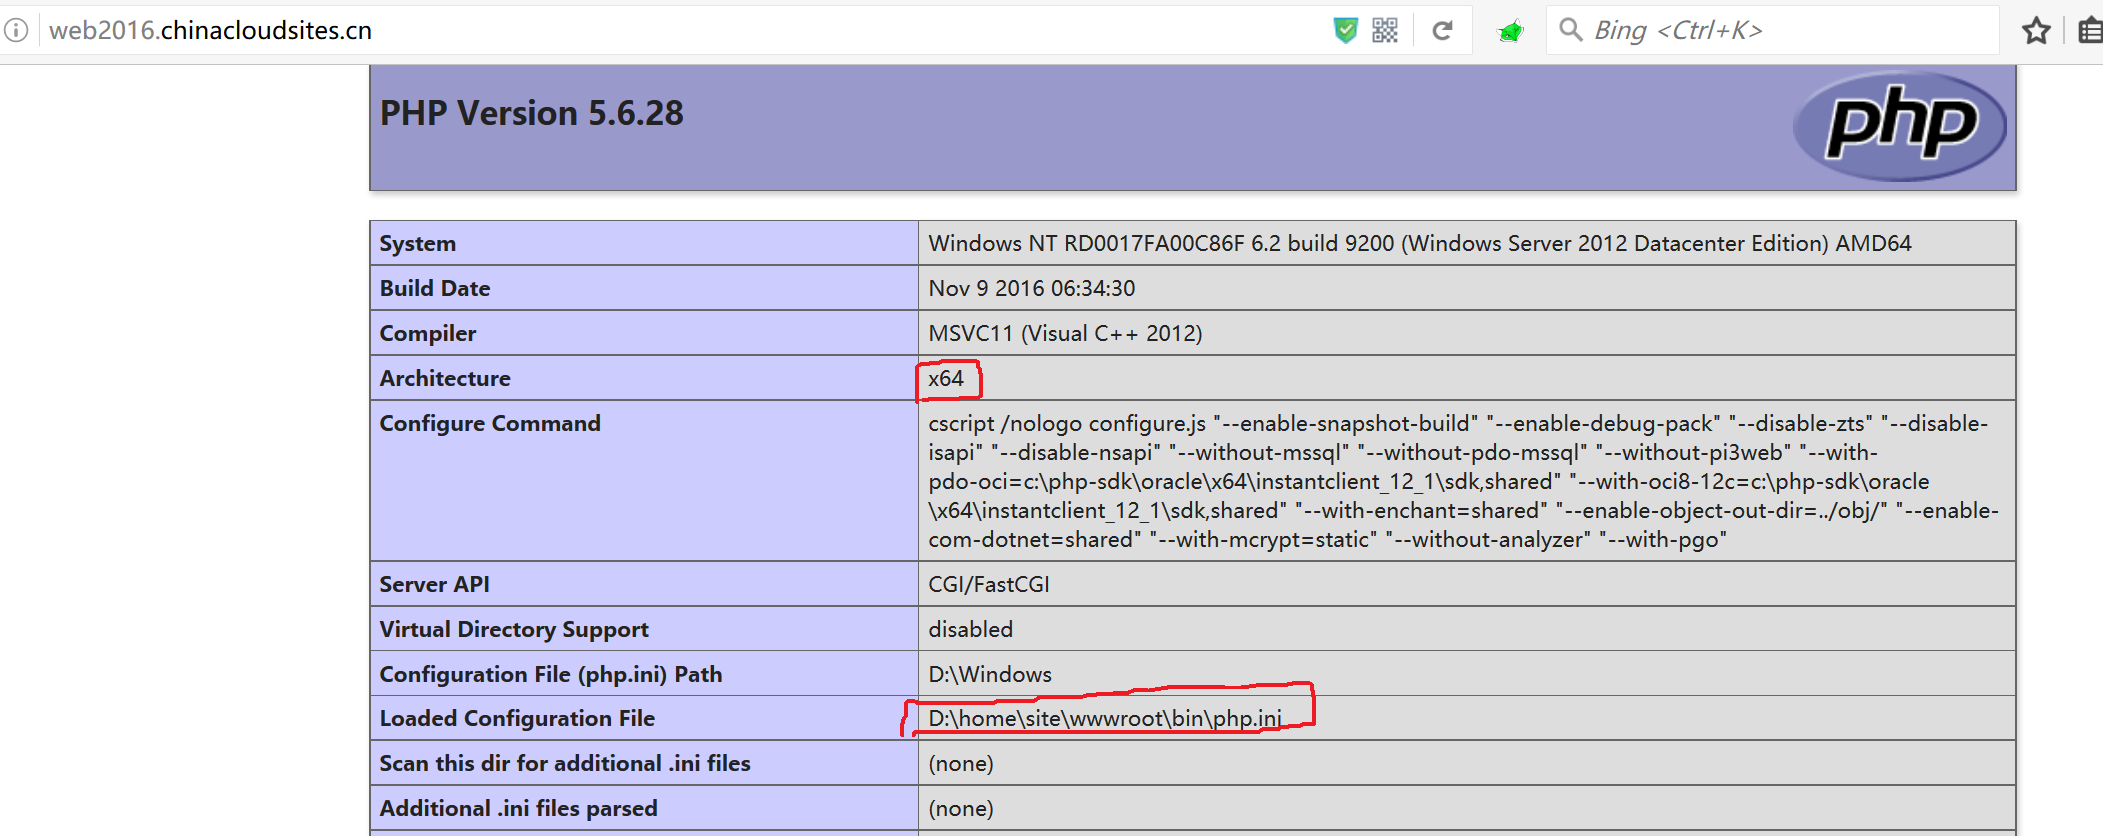 web2016.chinacloudsites.cn
Bing <Ctrl+K>
PHP Version 5.6.28
php
System
Windows NT RD0017FA00C86F 6.2 build 9200 (Windows Server 2012 Datacenter Edition) AMD64
Build Date
Nov 9 2016 06:34:30
Compiler
MSVC11 (Visual C++ 2012)
Architecture
x64
Configure Command
cscript /nologo configure.js "--enable-snapshot-build" "--enable-debug-pack" "--disable-zts" "--disable-
isapi" "--disable-nsapi" "--without-mssql" "--without-pdo-mssql" "--without-pi3web" "--with-
pdo-oci=c:\php-sdk\oracle\x64\instantclient_12_1\sdk,shared" "--with-oci8-12c=c:\php-sdk\oracle
\x64\instantclient_12_1\sdk,shared" "--with-enchant=shared" "--enable-object-out-dir=../obj/" "--enable-
com-dotnet=shared" "--with-mcrypt=static" "--without-analyzer" "--with-pgo"
Server API
CGI/FastCGI
Virtual Directory Support
disabled
Configuration File (php.ini) Path
D:\Windows
Loaded Configuration File
D:\home\site\wwwroot\bin\php.ini
Scan this dir for additional .ini files
(none)
Additional .ini files parsed
(none)